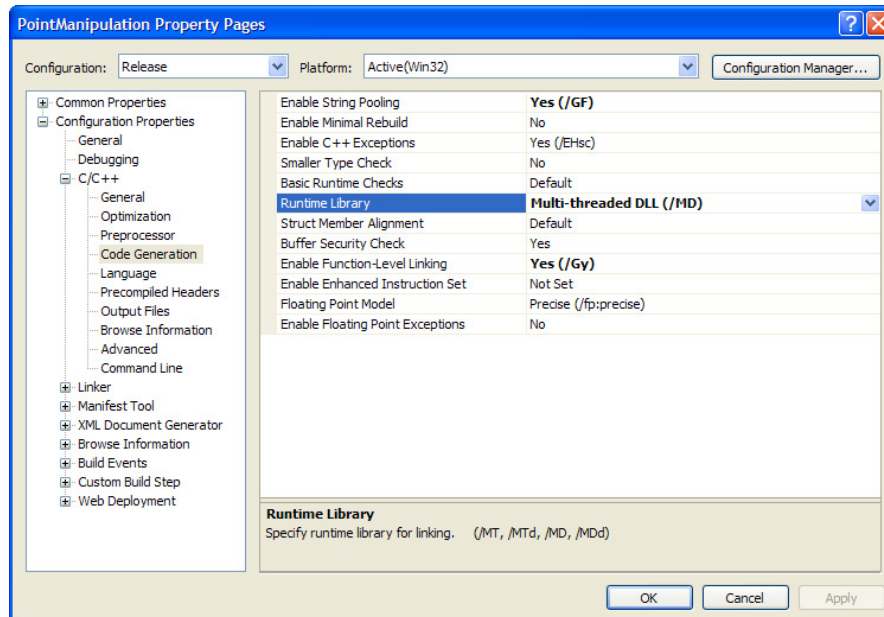 PointManipulation Property Pages
Configuration: Release Platform: Active(Win32) Configuration Manager...
Common Properties
Configuration Properties
General
Debugging
C/C++
General
Optimization
Preprocessor
Code Generation
Language
Precompiled Headers
Output Files
Browse Information
Advanced
Command Line
Linker
Manifest Tool
XML Document Generator
Browse Information
Build Events
Custom Build Step
Web Deployment
Enable String Pooling Yes (/GF)
Enable Minimal Rebuild No
Enable C++ Exceptions Yes (/EHsc)
Smaller Type Check No
Basic Runtime Checks Default
Runtime Library Multi-threaded DLL (/MD)
Struct Member Alignment Default
Buffer Security Check Yes
Enable Function-Level Linking Yes (/Gy)
Enable Enhanced Instruction Set Not Set
Floating Point Model Precise (/fp:precise)
Enable Floating Point Exceptions No
Runtime Library
Specify runtime library for linking. (/MT, /MTd, /MD, /MDd)
OK Cancel Apply